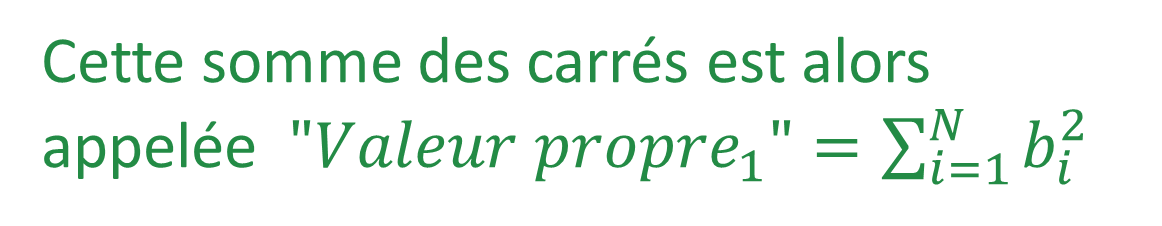 Cette somme des carrés est alors
appelée "Valeur propre₁" = ∑ᵢ₌₁ᴺ bᵢ²